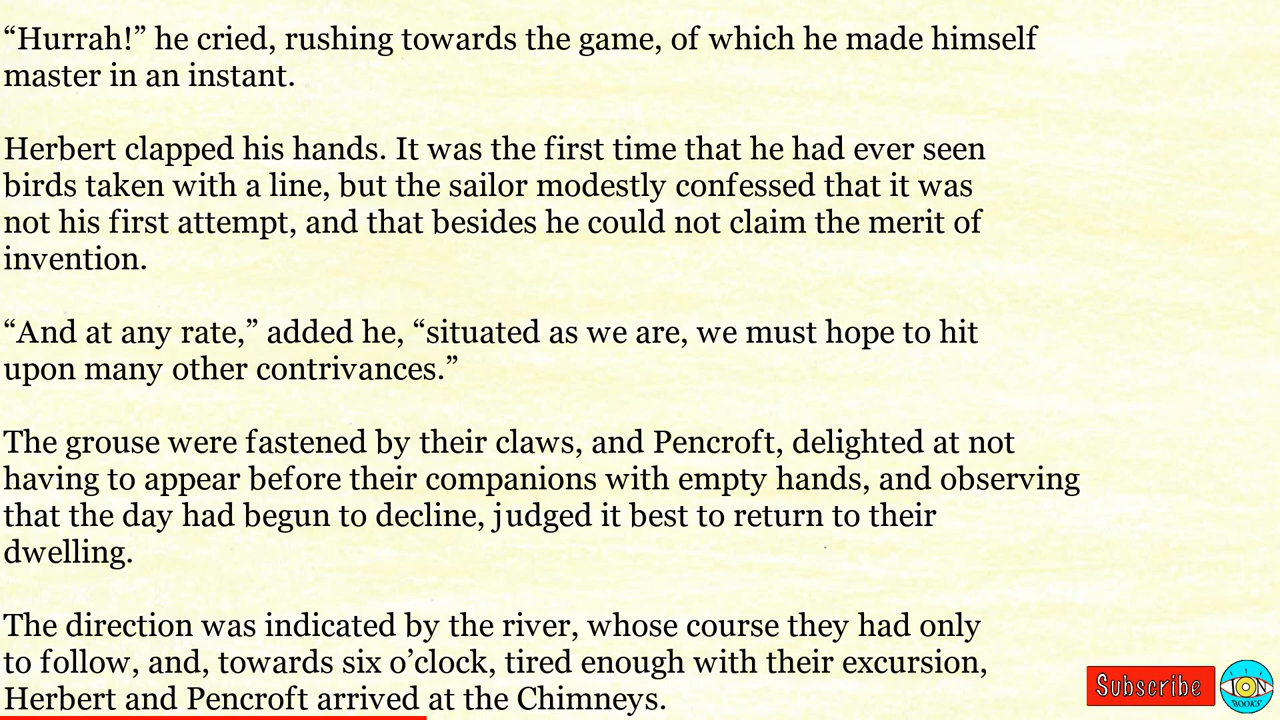 “Hurrah!” he cried, rushing towards the game, of which he made himself
master in an instant.
Herbert clapped his hands. It was the first time that he had ever seen
birds taken with a line, but the sailor modestly confessed that it was
not his first attempt, and that besides he could not claim the merit of
invention.
“And at any rate,” added he, “situated as we are, we must hope to hit
upon many other contrivances.”
The grouse were fastened by their claws, and Pencroft, delighted at not
having to appear before their companions with empty hands, and observing
that the day had begun to decline, judged it best to return to their
dwelling.
The direction was indicated by the river, whose course they had only
to follow, and, towards six o’clock, tired enough with their excursion,
Herbert and Pencroft arrived at the Chimneys.
Subscribe
ION
BOOKS